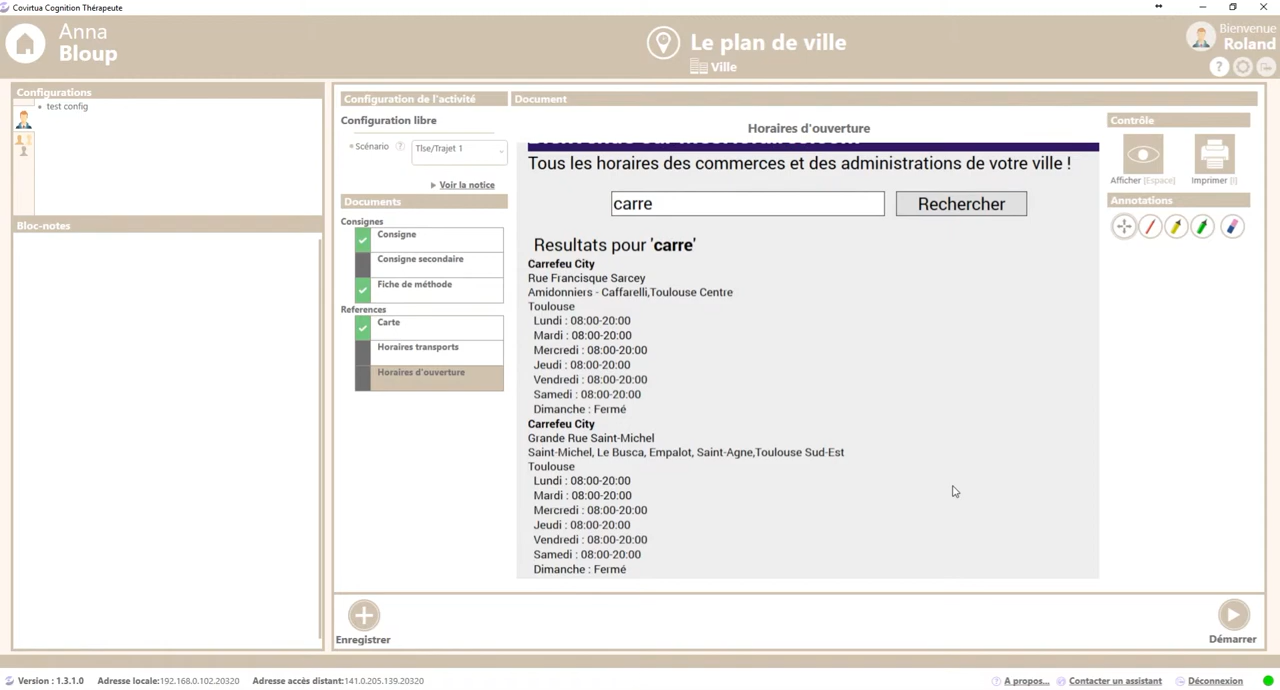 Covirtua Cognition Thérapeute
Anna
Bloup
Le plan de ville
Ville
Bienvenue
Roland
?
Configurations
test config
Bloc-notes
Configuration de l'activité
Configuration libre
Scénario ? Tlse/Trajet 1
Voir la notice
Documents
Consignes
Consigne
Consigne secondaire
Fiche de méthode
References
Carte
Horaires transports
Horaires d'ouverture
Document
Horaires d'ouverture
Tous les horaires des commerces et des administrations de votre ville !
carre
Rechercher
Resultats pour 'carre'
Carrefeu City
Rue Francisque Sarcey
Amidonniers - Caffarelli,Toulouse Centre
Toulouse
Lundi : 08:00-20:00
Mardi : 08:00-20:00
Mercredi : 08:00-20:00
Jeudi : 08:00-20:00
Vendredi : 08:00-20:00
Samedi : 08:00-20:00
Dimanche : Fermé
Carrefeu City
Grande Rue Saint-Michel
Saint-Michel, Le Busca, Empalot, Saint-Agne,Toulouse Sud-Est
Toulouse
Lundi : 08:00-20:00
Mardi : 08:00-20:00
Mercredi : 08:00-20:00
Jeudi : 08:00-20:00
Vendredi : 08:00-20:00
Samedi : 08:00-20:00
Dimanche : Fermé
Contrôle
Afficher [Espace]
Imprimer [I]
Annotations
Enregistrer
Démarrer
Version : 1.3.1.0 Adresse locale:192.168.0.102.20320 Adresse accès distant:141.0.205.139.20320
A propos... Contacter un assistant Déconnexion